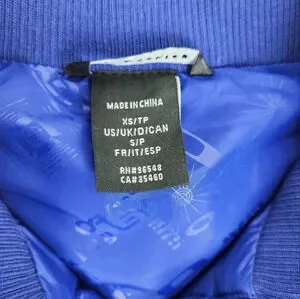 MADE IN CHINA
XS/TP
US/UK/D/CAN
S/P
FR/IT/ESP
RN#96548
CA#35460